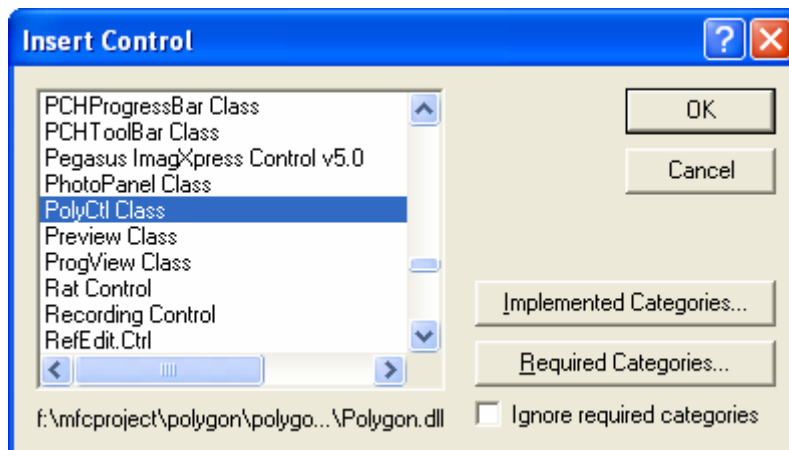 Insert Control
PCHProgressBar Class
PCHToolBar Class
Pegasus ImagXpress Control v5.0
PhotoPanel Class
PolyCtl Class
Preview Class
ProgView Class
Rat Control
Recording Control
RefEdit.Ctrl
f:\mfcproject\polygon\polygo...\Polygon.dll
OK
Cancel
Implemented Categories...
Required Categories...
Ignore required categories